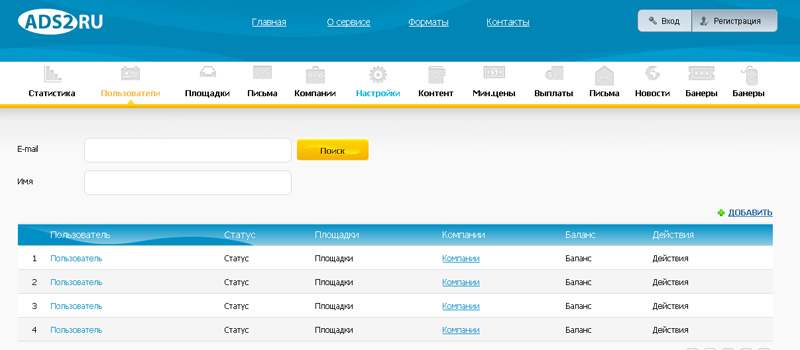 ADS2RU Главная О сервисе Форматы Контакты Вход Регистрация
Статистика Пользователи Площадки Письма Компании Настройки Контент Мин.цены Выплаты Письма Новости Банеры Банеры
E-mail Поиск
Имя
ДОБАВИТЬ
Пользователь Статус Площадки Компании Баланс Действия
1 Пользователь Статус Площадки Компании Баланс Действия
2 Пользователь Статус Площадки Компании Баланс Действия
3 Пользователь Статус Площадки Компании Баланс Действия
4 Пользователь Статус Площадки Компании Баланс Действия